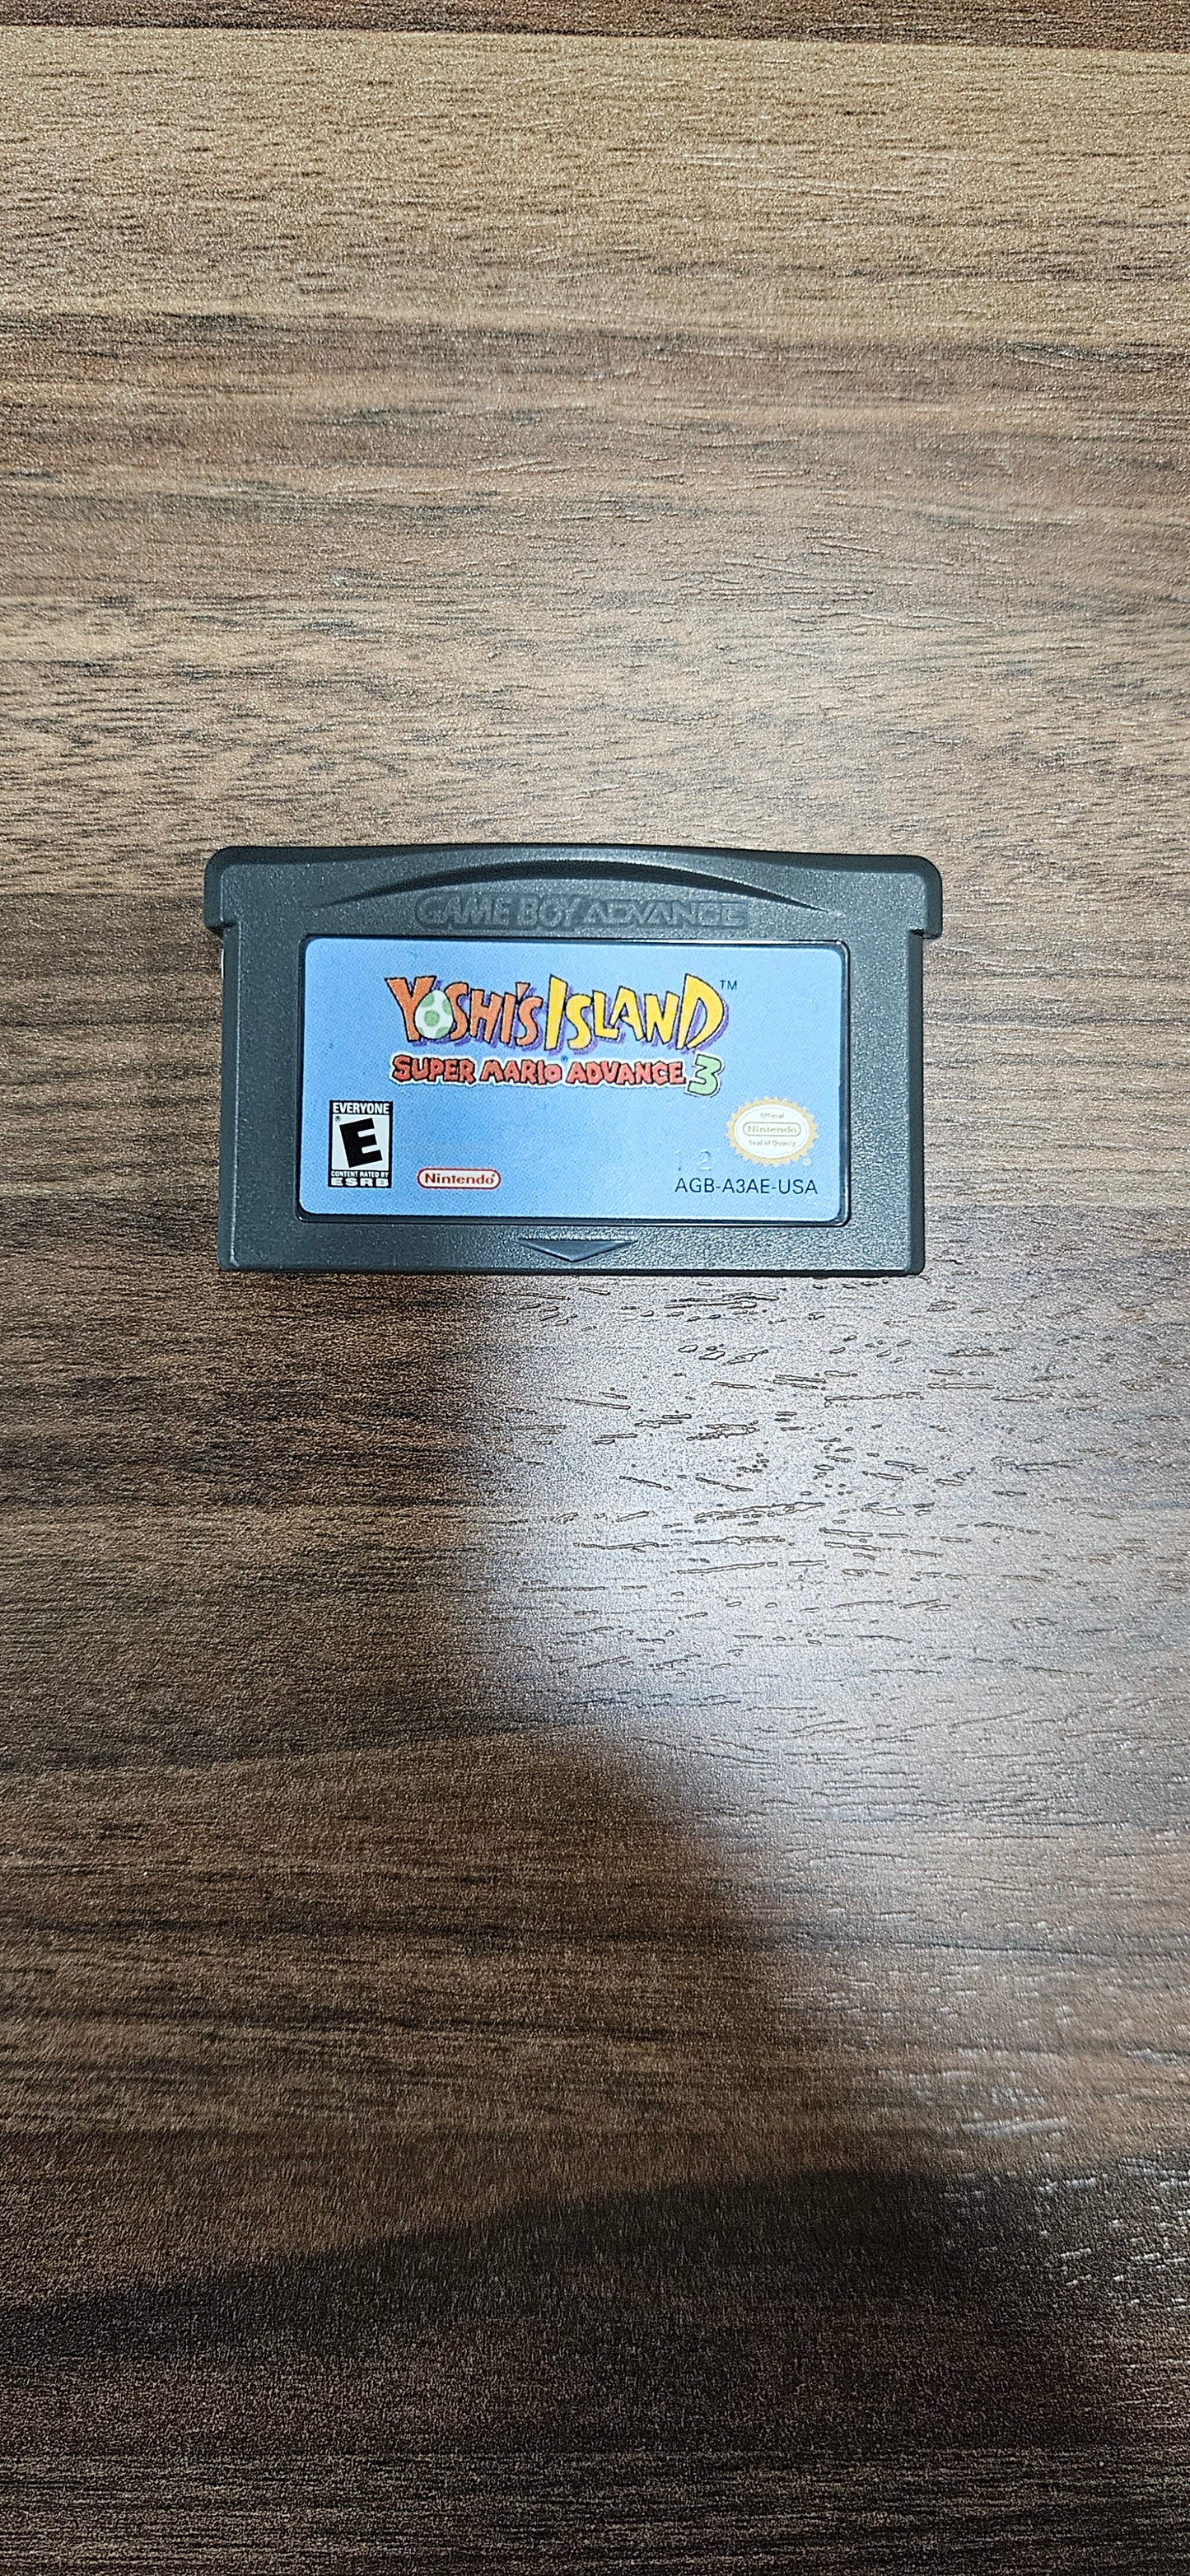 GAME BOY ADVANCE
YOSHI'S ISLAND™
SUPER MARIO® ADVANCE 3
EVERYONE
E®
CONTENT RATED BY
ESRB
Nintendo®
Official
Nintendo
Seal of Quality
12
AGB-A3AE-USA